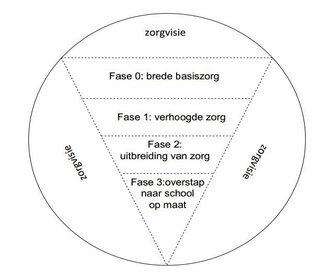 zorgvisie
Fase 0: brede basiszorg
Fase 1: verhoogde zorg
Fase 2:
uitbreiding van zorg
Fase 3:overstap
naar school
op maat
zorgvisie
zorgvisie